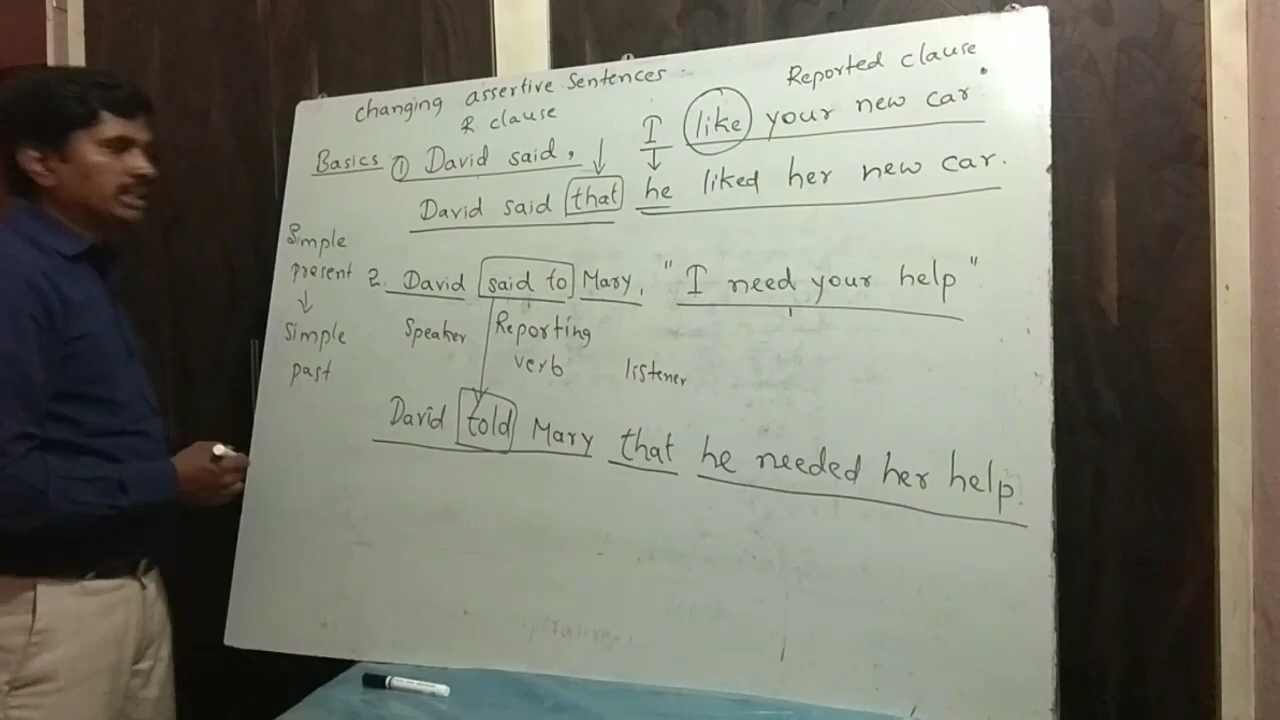 changing assertive sentences
Reported clause
R clause
Basics ① David said, I like your new car.
David said that he liked her new car.
Simple
present
↓
Simple
past
2. David said to Mary, "I need your help"
Speaker Reporting
verb
listener
David told Mary that he needed her help.